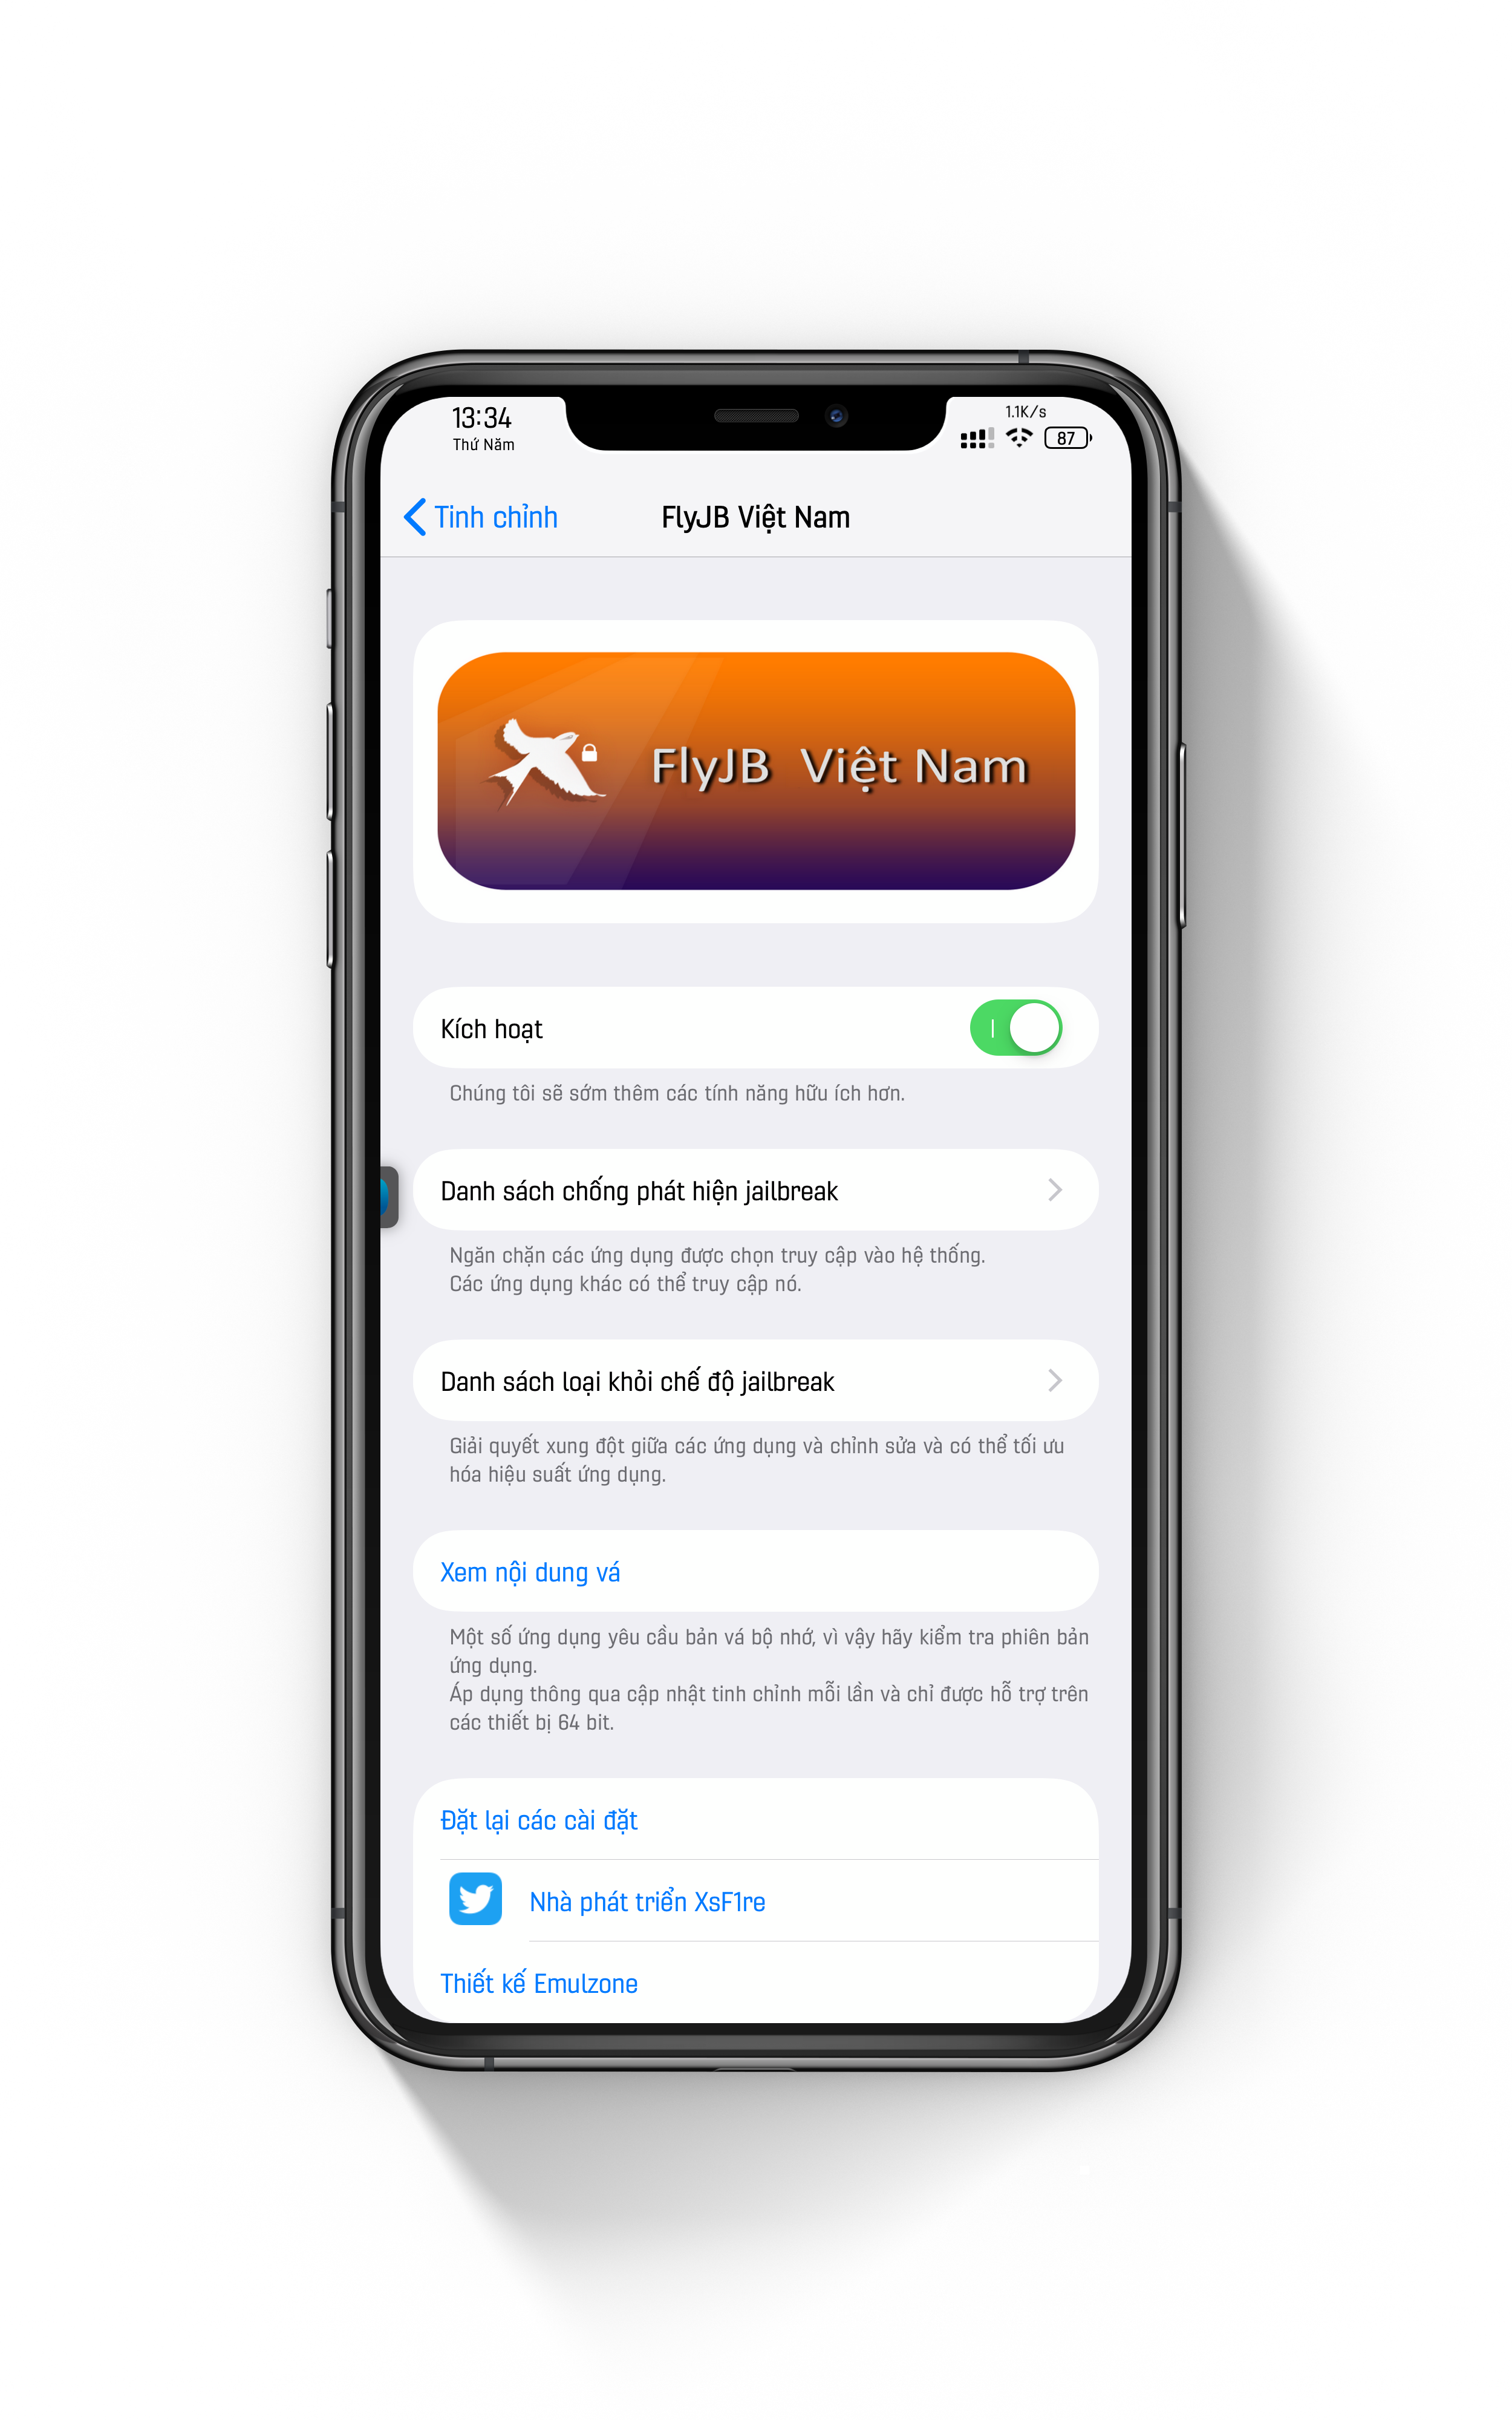 13:34
Thứ Năm
1.1K/s
87
Tinh chỉnh
FlyJB Việt Nam
FlyJB Việt Nam
Kích hoạt
Chúng tôi sẽ sớm thêm các tính năng hữu ích hơn.
Danh sách chống phát hiện jailbreak
Ngăn chặn các ứng dụng được chọn truy cập vào hệ thống.
Các ứng dụng khác có thể truy cập nó.
Danh sách loại khỏi chế độ jailbreak
Giải quyết xung đột giữa các ứng dụng và chỉnh sửa và có thể tối ưu
hóa hiệu suất ứng dụng.
Xem nội dung vá
Một số ứng dụng yêu cầu bản vá bộ nhớ, vì vậy hãy kiểm tra phiên bản
ứng dụng.
Áp dụng thông qua cập nhật tinh chỉnh mỗi lần và chỉ được hỗ trợ trên
các thiết bị 64 bit.
Đặt lại các cài đặt
Nhà phát triển XsF1re
Thiết kế Emulzone